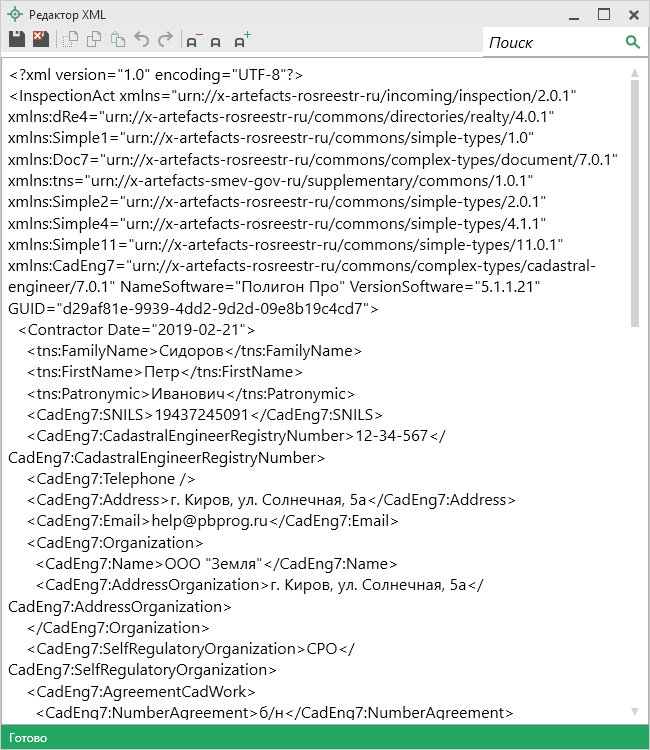 Редактор XML
Поиск
<?xml version="1.0" encoding="UTF-8"?>
<InspectionAct xmlns="urn://x-artefacts-rosreestr-ru/incoming/inspection/2.0.1"
xmlns:dRe4="urn://x-artefacts-rosreestr-ru/commons/directories/realty/4.0.1"
xmlns:Simple1="urn://x-artefacts-rosreestr-ru/commons/simple-types/1.0"
xmlns:Doc7="urn://x-artefacts-rosreestr-ru/commons/complex-types/document/7.0.1"
xmlns:tns="urn://x-artefacts-smev-gov-ru/supplementary/commons/1.0.1"
xmlns:Simple2="urn://x-artefacts-rosreestr-ru/commons/simple-types/2.0.1"
xmlns:Simple4="urn://x-artefacts-rosreestr-ru/commons/simple-types/4.1.1"
xmlns:Simple11="urn://x-artefacts-rosreestr-ru/commons/simple-types/11.0.1"
xmlns:CadEng7="urn://x-artefacts-rosreestr-ru/commons/complex-types/cadastral-
engineer/7.0.1" NameSoftware="Полигон Про" VersionSoftware="5.1.1.21"
GUID="d29af81e-9939-4dd2-9d2d-09e8b19c4cd7">
<Contractor Date="2019-02-21">
<tns:FamilyName>Сидоров</tns:FamilyName>
<tns:FirstName>Петр</tns:FirstName>
<tns:Patronymic>Иванович</tns:Patronymic>
<CadEng7:SNILS>19437245091</CadEng7:SNILS>
<CadEng7:CadastralEngineerRegistryNumber>12-34-567</
CadEng7:CadastralEngineerRegistryNumber>
<CadEng7:Telephone />
<CadEng7:Address>г. Киров, ул. Солнечная, 5а</CadEng7:Address>
<CadEng7:Email>help@pbprog.ru</CadEng7:Email>
<CadEng7:Organization>
<CadEng7:Name>ООО "Земля"</CadEng7:Name>
<CadEng7:AddressOrganization>г. Киров, ул. Солнечная, 5а</
CadEng7:AddressOrganization>
</CadEng7:Organization>
<CadEng7:SelfRegulatoryOrganization>СРО</
CadEng7:SelfRegulatoryOrganization>
<CadEng7:AgreementCadWork>
<CadEng7:NumberAgreement>б/н</CadEng7:NumberAgreement>
Готово